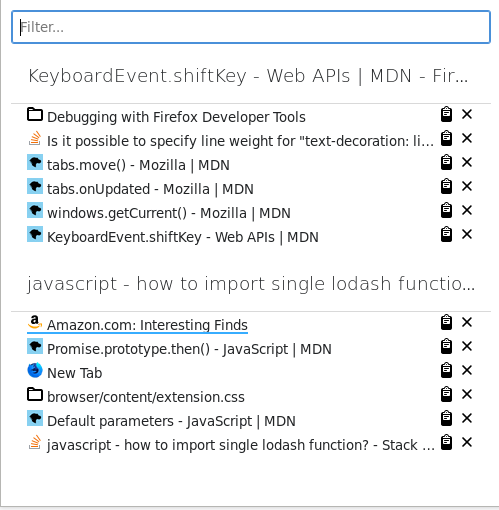 Filter...
KeyboardEvent.shiftKey - Web APIs | MDN - Fir...
Debugging with Firefox Developer Tools
Is it possible to specify line weight for "text-decoration: li...
tabs.move() - Mozilla | MDN
tabs.onUpdated - Mozilla | MDN
windows.getCurrent() - Mozilla | MDN
KeyboardEvent.shiftKey - Web APIs | MDN
javascript - how to import single lodash functio...
Amazon.com: Interesting Finds
Promise.prototype.then() - JavaScript | MDN
New Tab
browser/content/extension.css
Default parameters - JavaScript | MDN
javascript - how to import single lodash function? - Stack ...